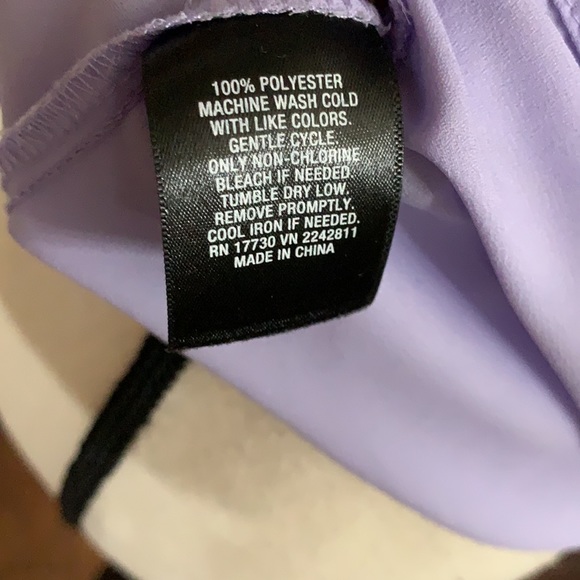 100% POLYESTER
MACHINE WASH COLD
WITH LIKE COLORS.
GENTLE CYCLE.
ONLY NON-CHLORINE
BLEACH IF NEEDED.
TUMBLE DRY LOW.
REMOVE PROMPTLY.
COOL IRON IF NEEDED.
RN 17730 VN 2242811
MADE IN CHINA